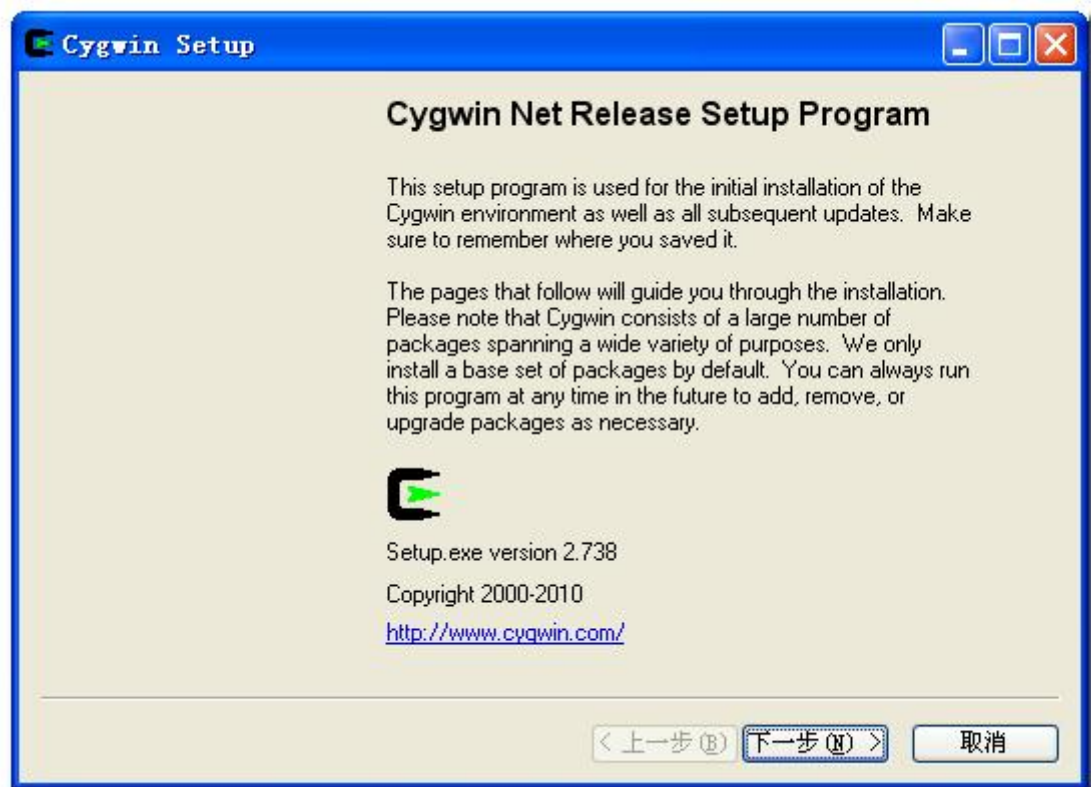 Cygwin Setup
Cygwin Net Release Setup Program
This setup program is used for the initial installation of the
Cygwin environment as well as all subsequent updates.  Make
sure to remember where you saved it.
The pages that follow will guide you through the installation.
Please note that Cygwin consists of a large number of
packages spanning a wide variety of purposes.  We only
install a base set of packages by default.  You can always run
this program at any time in the future to add, remove, or
upgrade packages as necessary.
Setup.exe version 2.738
Copyright 2000-2010
http://www.cygwin.com/
< 上一步(B) 下一步(N) > 取消